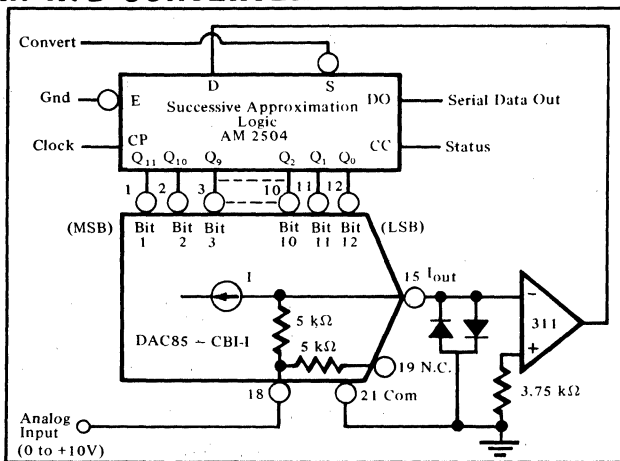 Convert
D
S
Gnd
E
DO
Serial Data Out
Successive Approximation
Logic
AM 2504
Clock
CP
CC
Status
Q11 Q10 Q9 Q2 Q1 Q0
1 2 3 10 11 12
(MSB) Bit 1 Bit 2 Bit 3 Bit 10 Bit 11 Bit 12 (LSB)
I
15 Iout
5 kΩ
5 kΩ
DAC85 – CBI-I
19 N.C.
−
311
+
3.75 kΩ
18
21 Com
Analog
Input
(0 to +10V)